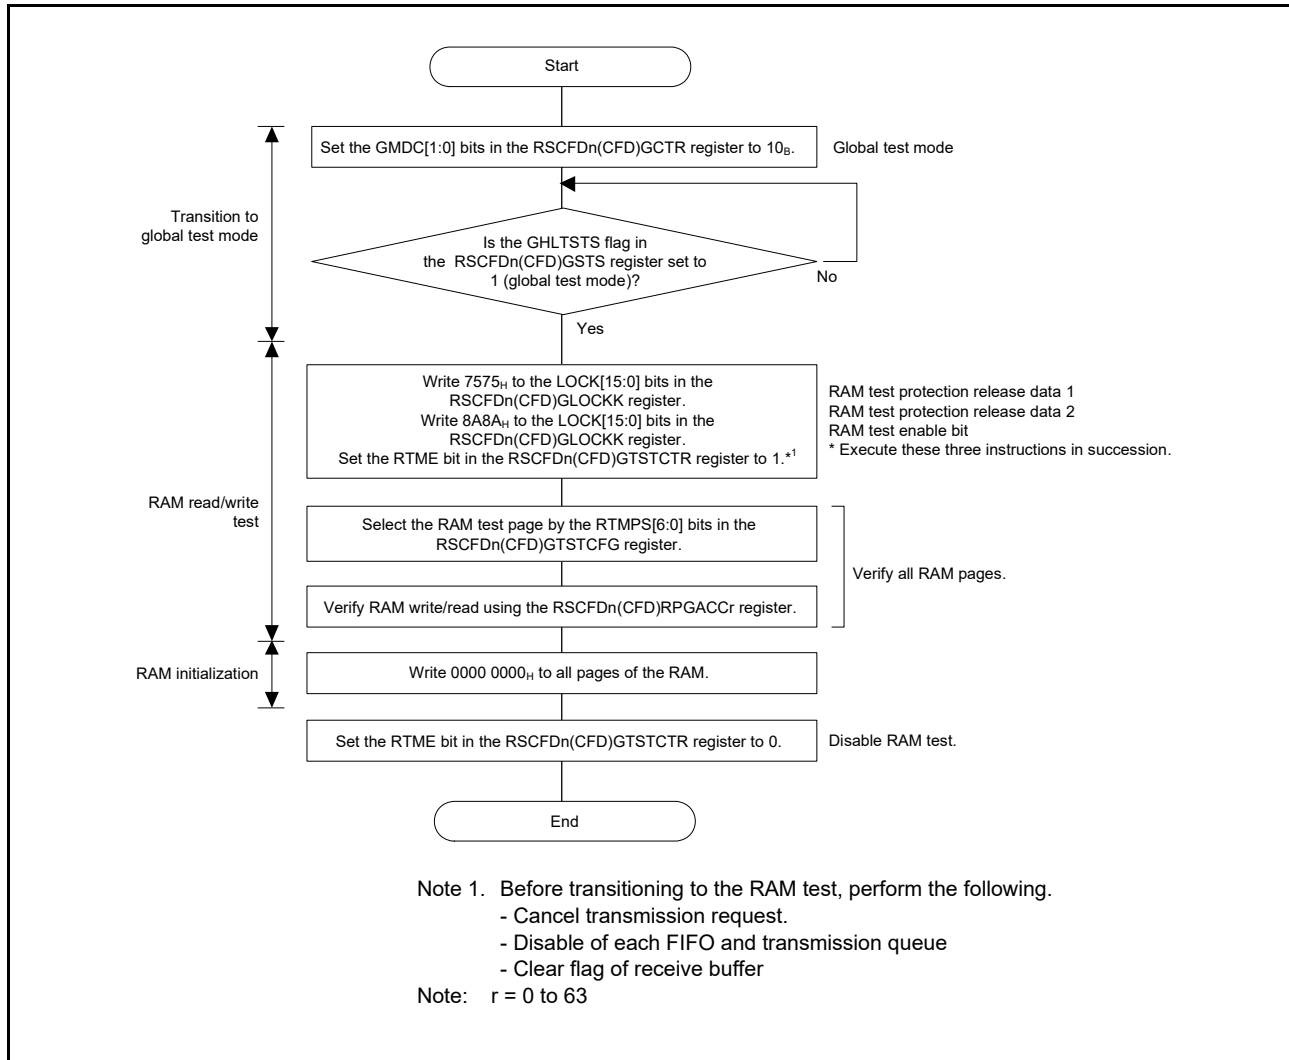 Start
Set the GMDC[1:0] bits in the RSCFDn(CFD)GCTR register to 10B.
Global test mode
Transition to
global test mode
Is the GHLTSTS flag in
the RSCFDn(CFD)GSTS register set to
1 (global test mode)?
No
Yes
Write 7575H to the LOCK[15:0] bits in the
RSCFDn(CFD)GLOCKK register.
Write 8A8AH to the LOCK[15:0] bits in the
RSCFDn(CFD)GLOCKK register.
Set the RTME bit in the RSCFDn(CFD)GTSTCTR register to 1.*1
RAM test protection release data 1
RAM test protection release data 2
RAM test enable bit
* Execute these three instructions in succession.
RAM read/write
test
Select the RAM test page by the RTMPS[6:0] bits in the
RSCFDn(CFD)GTSTCFG register.
Verify all RAM pages.
Verify RAM write/read using the RSCFDn(CFD)RPGACCr register.
RAM initialization
Write 0000 0000H to all pages of the RAM.
Set the RTME bit in the RSCFDn(CFD)GTSTCTR register to 0.
Disable RAM test.
End
Note 1. Before transitioning to the RAM test, perform the following.
- Cancel transmission request.
- Disable of each FIFO and transmission queue
- Clear flag of receive buffer
Note: r = 0 to 63